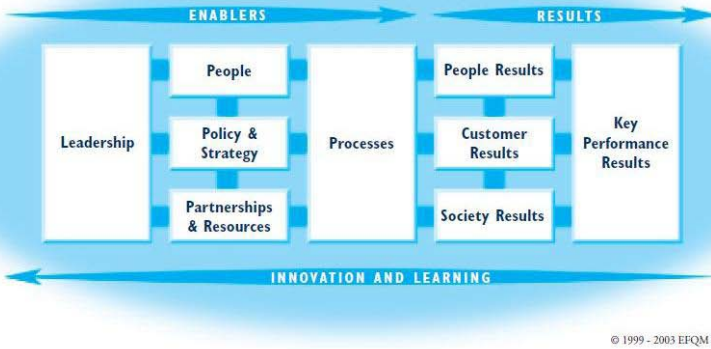 ENABLERS
RESULTS
Leadership
People
Policy &
Strategy
Partnerships
& Resources
Processes
People Results
Customer
Results
Society Results
Key
Performance
Results
INNOVATION AND LEARNING
© 1999 - 2003 EFQM